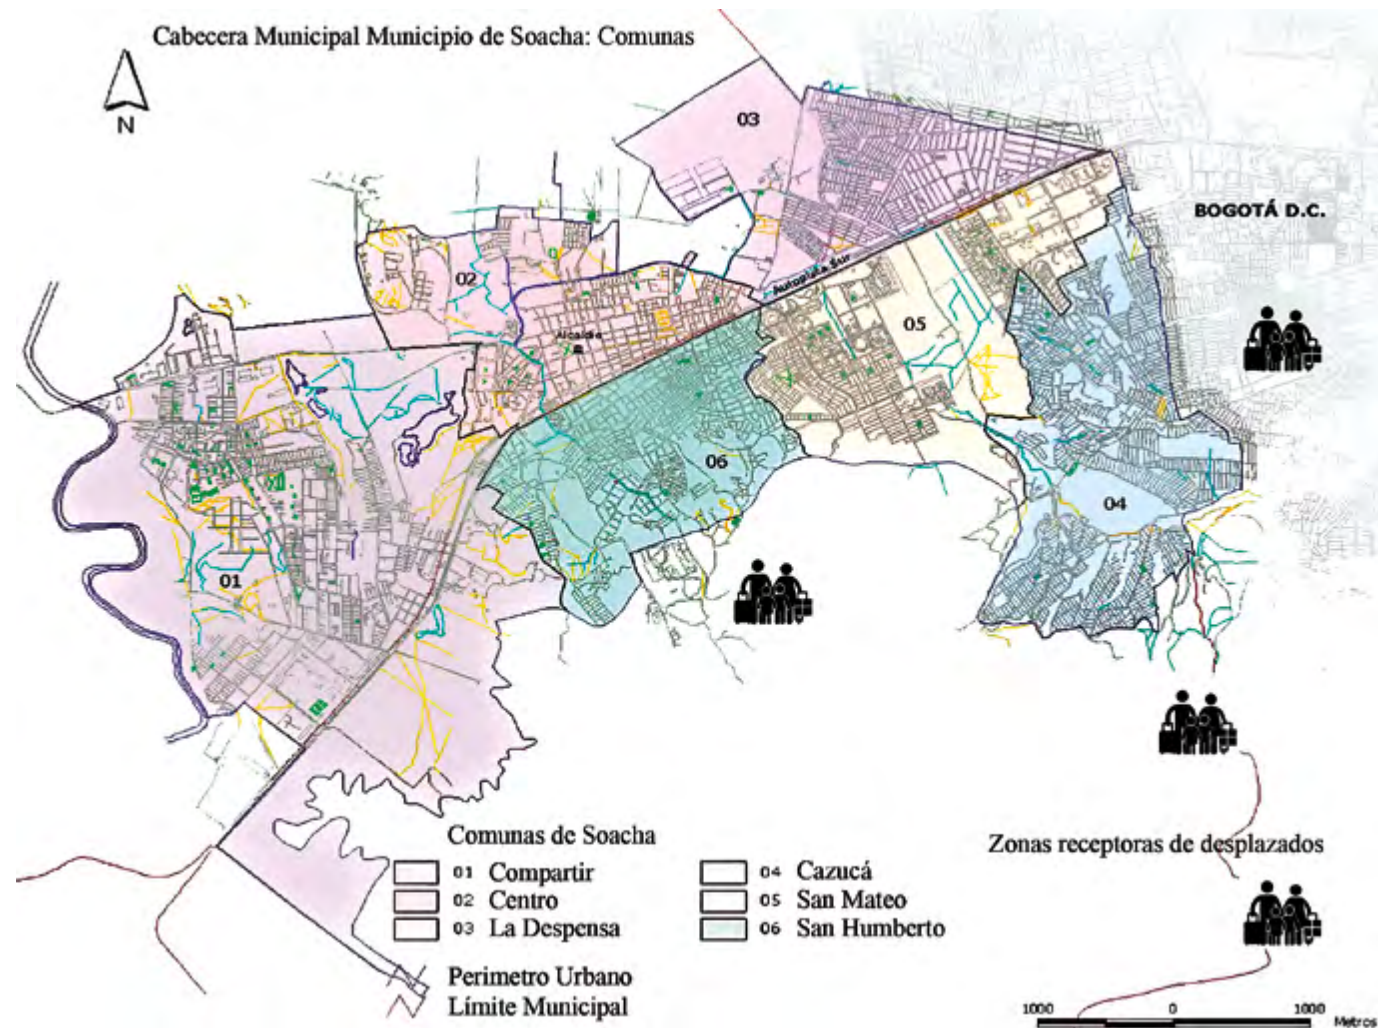 Cabecera Municipal Municipio de Soacha: Comunas
N
03
BOGOTÁ D.C.
02
Autopista Sur
Alcaldía
05
06
04
01
Comunas de Soacha
01 Compartir
02 Centro
03 La Despensa
04 Cazucá
05 San Mateo
06 San Humberto
Perimetro Urbano
Límite Municipal
Zonas receptoras de desplazados
1000 0 1000
Metros